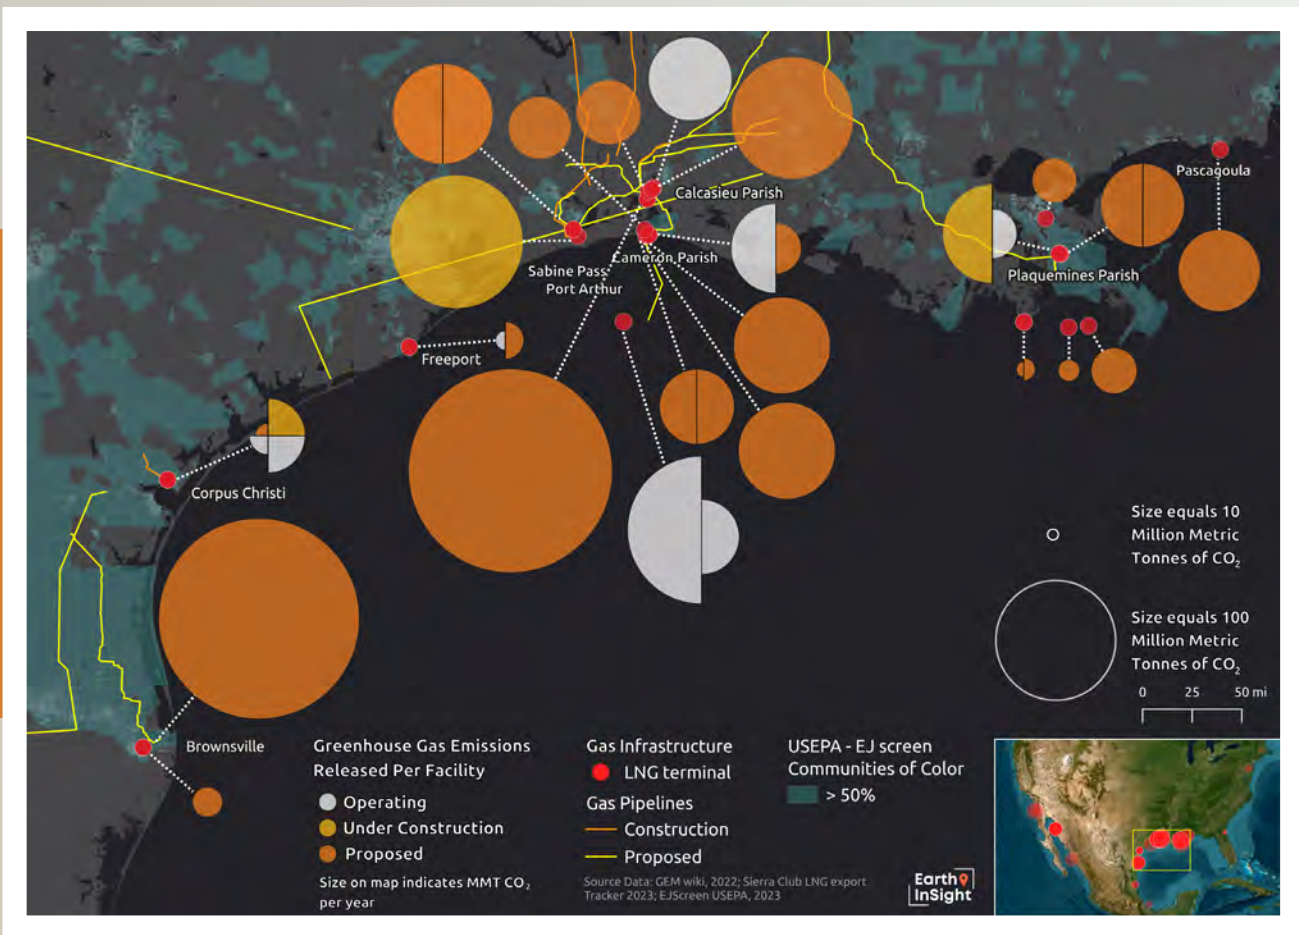 Pascagoula
Calcasieu Parish
Cameron Parish
Sabine Pass
Port Arthur
Plaquemines Parish
Freeport
Corpus Christi
Brownsville
Size equals 10
Million Metric
Tonnes of CO₂
Size equals 100
Million Metric
Tonnes of CO₂
0 25 50 mi
Greenhouse Gas Emissions
Released Per Facility
Operating
Under Construction
Proposed
Size on map indicates MMT CO₂
per year
Gas Infrastructure
LNG terminal
Gas Pipelines
Construction
Proposed
Source Data: GEM wiki, 2022; Sierra Club LNG export
Tracker 2023; EJScreen USEPA, 2023
USEPA - EJ screen
Communities of Color
> 50%
Earth
InSight